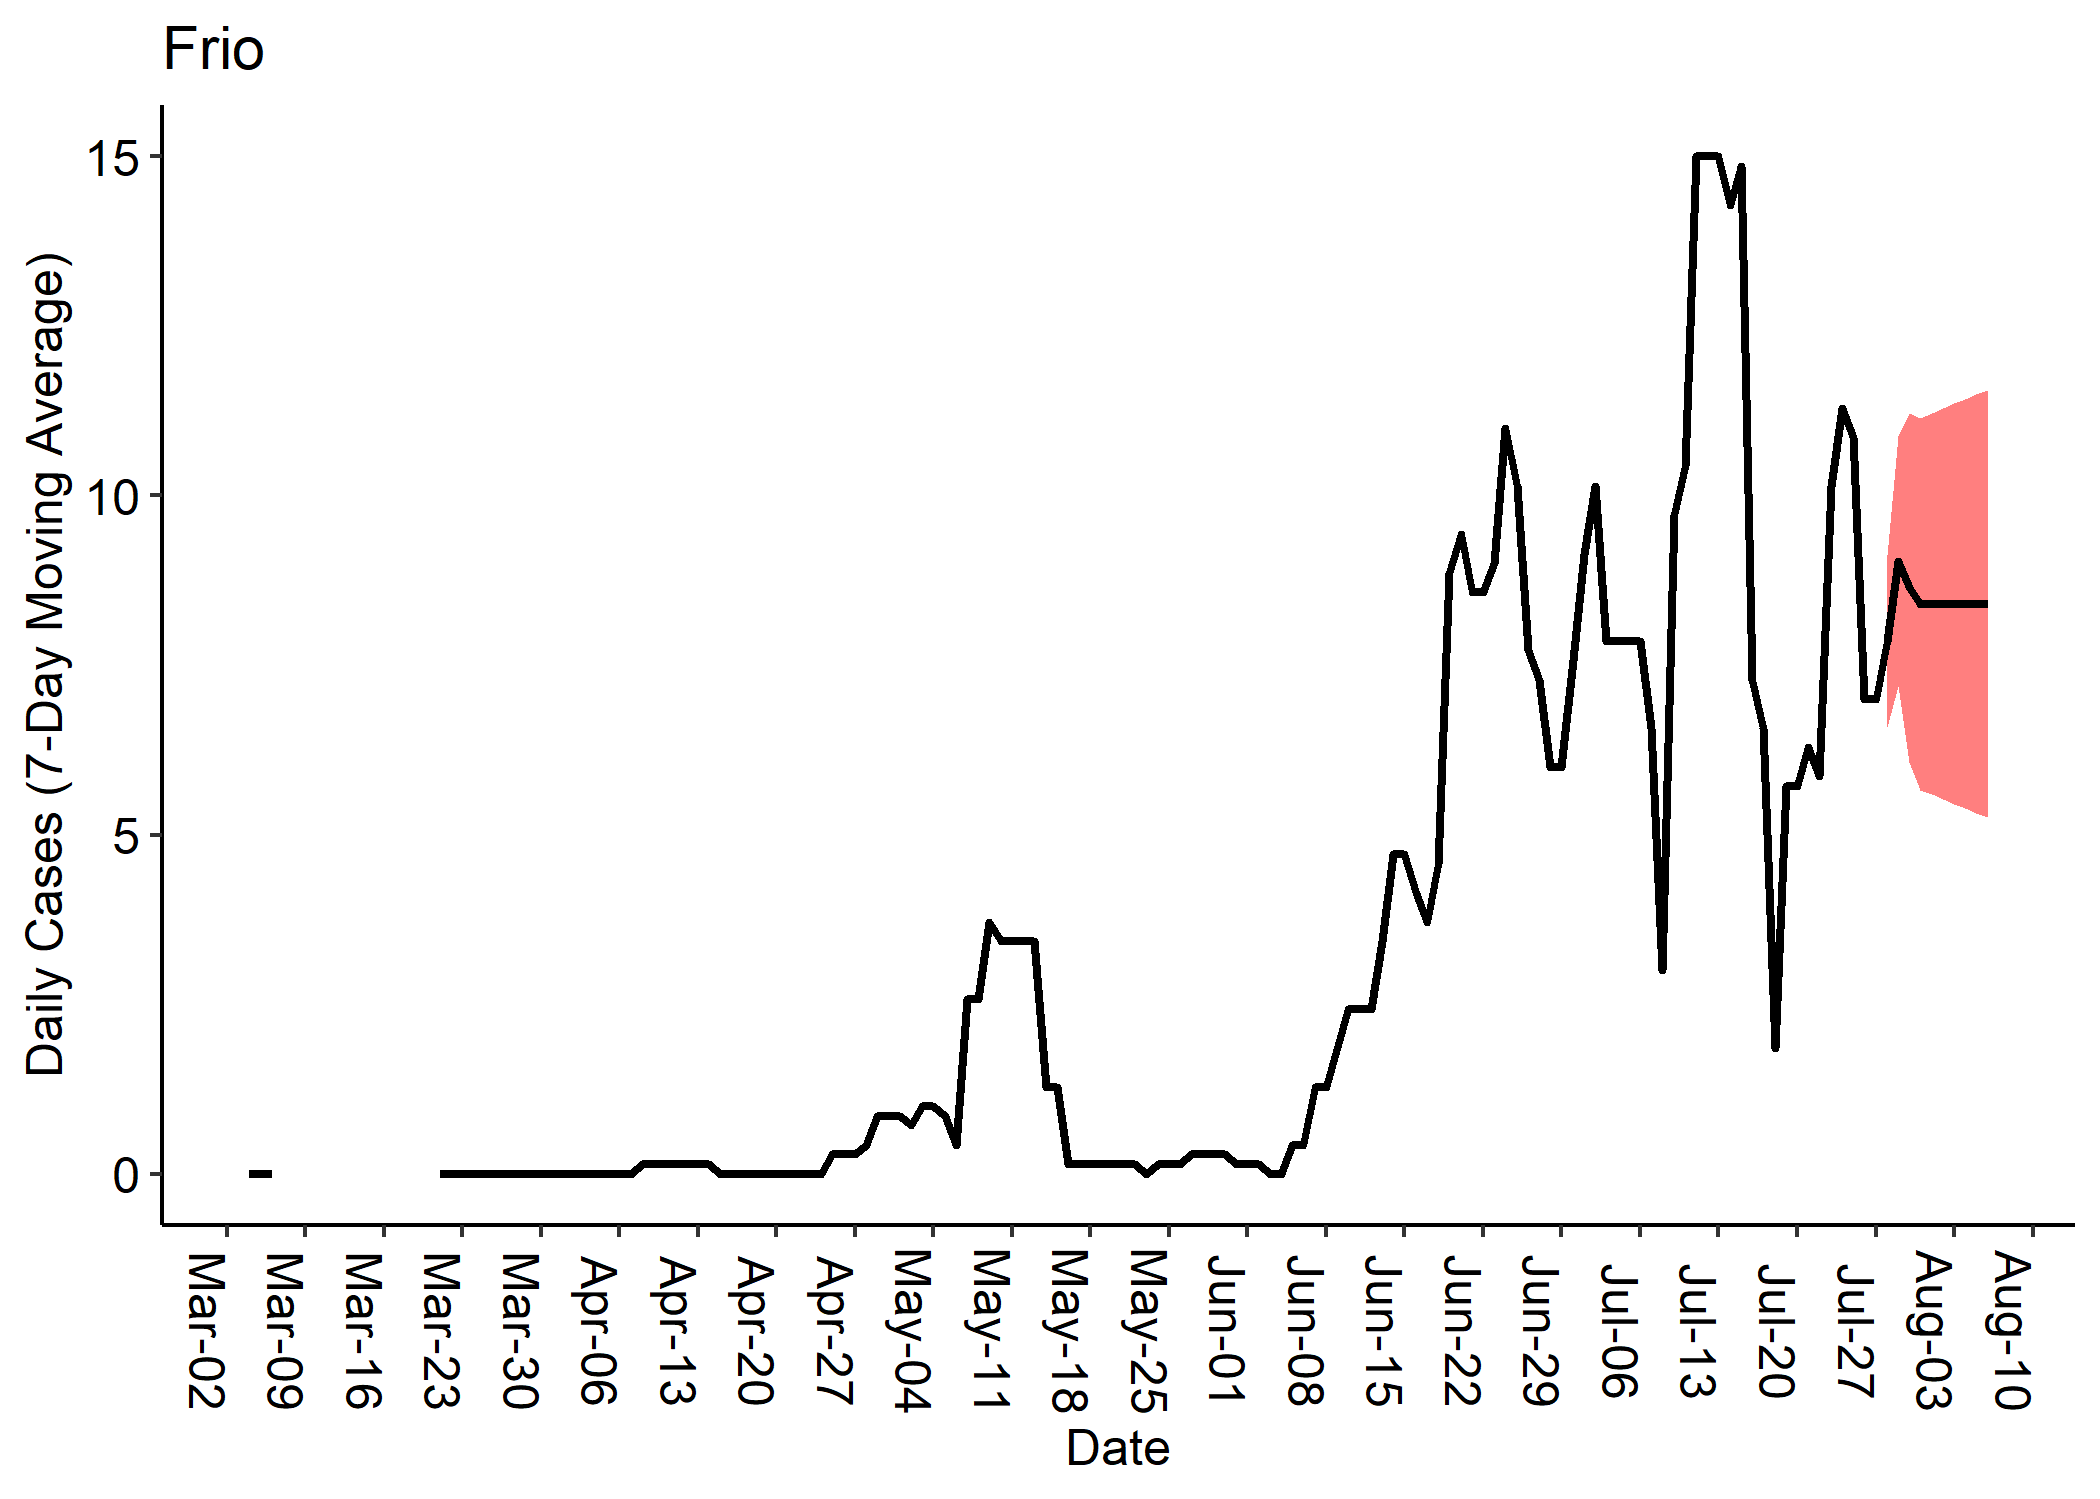 Frio
Daily Cases (7-Day Moving Average)
15
10
5
0
Mar-02
Mar-09
Mar-16
Mar-23
Mar-30
Apr-06
Apr-13
Apr-20
Apr-27
May-04
May-11
May-18
May-25
Jun-01
Jun-08
Jun-15
Jun-22
Jun-29
Jul-06
Jul-13
Jul-20
Jul-27
Aug-03
Aug-10
Date